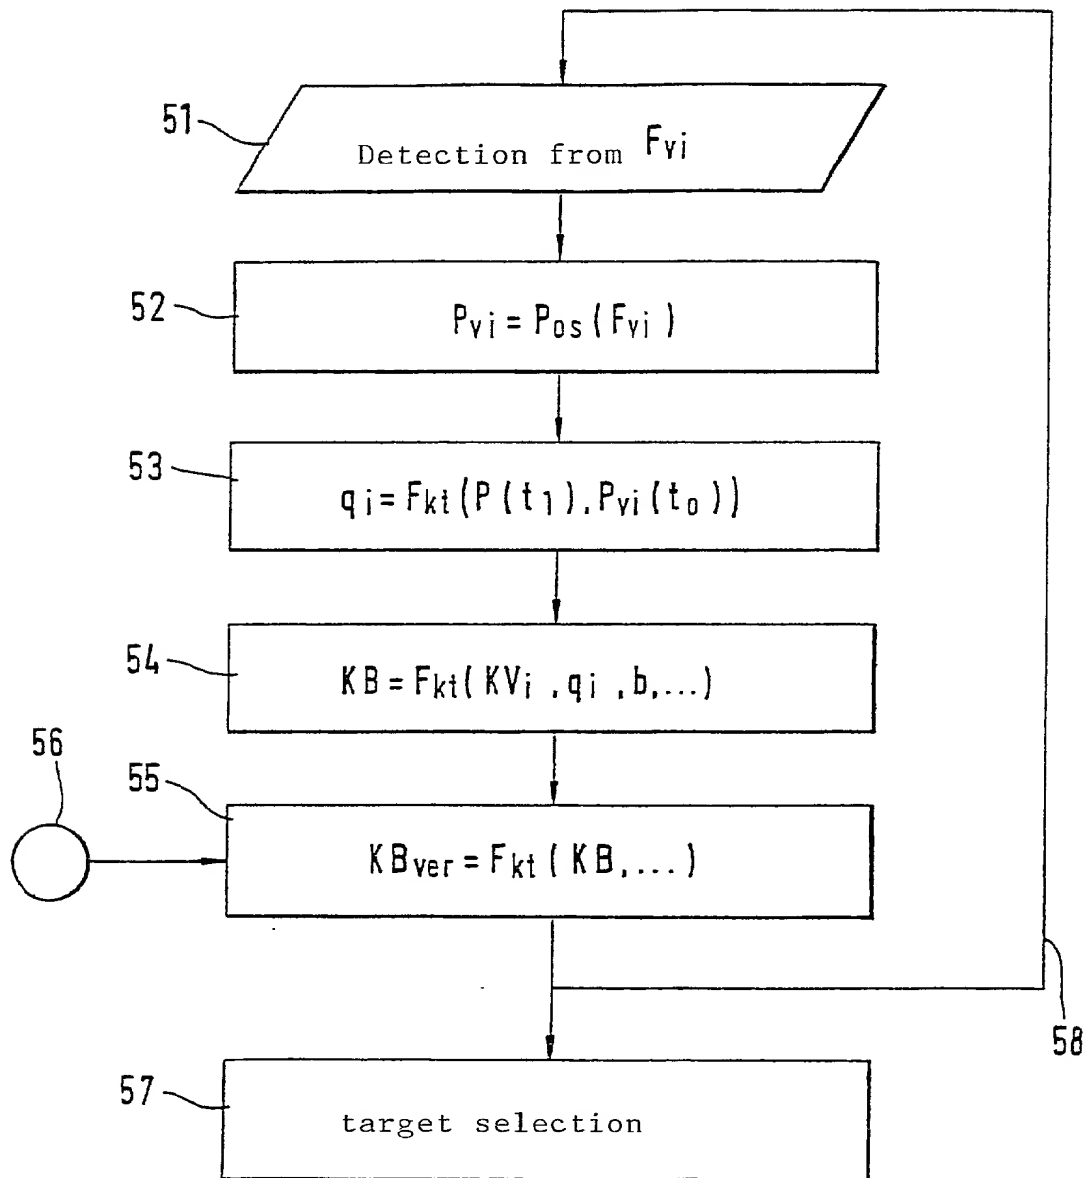 51
Detection from Fvi
52
Pvi = Pos (Fvi)
53
qi = Fkt (P(t1), Pvi(t0))
54
KB = Fkt (KVi, qi, b, ...)
56
55
KBver = Fkt (KB, ...)
58
57
target selection